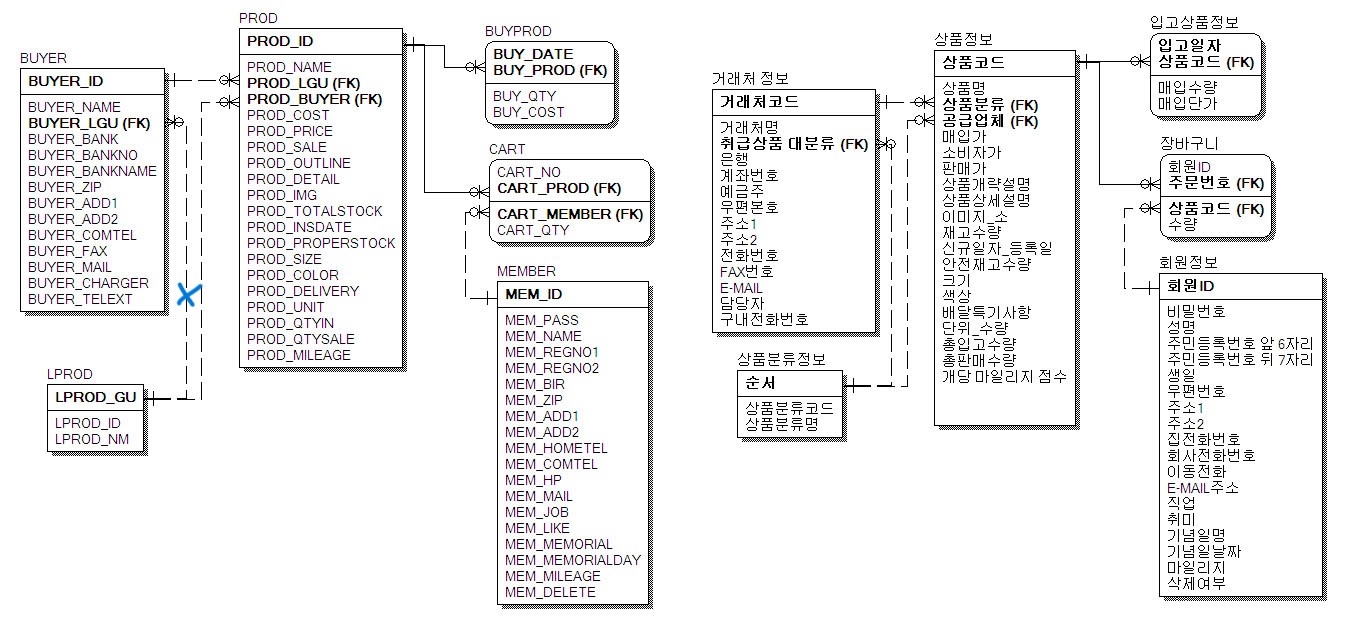 BUYER
BUYER_ID
BUYER_NAME
BUYER_LGU (FK)
BUYER_BANK
BUYER_BANKNO
BUYER_BANKNAME
BUYER_ZIP
BUYER_ADD1
BUYER_ADD2
BUYER_COMTEL
BUYER_FAX
BUYER_MAIL
BUYER_CHARGER
BUYER_TELEXT
LPROD
LPROD_GU
LPROD_ID
LPROD_NM
PROD
PROD_ID
PROD_NAME
PROD_LGU (FK)
PROD_BUYER (FK)
PROD_COST
PROD_PRICE
PROD_SALE
PROD_OUTLINE
PROD_DETAIL
PROD_IMG
PROD_TOTALSTOCK
PROD_INSDATE
PROD_PROPERSTOCK
PROD_SIZE
PROD_COLOR
PROD_DELIVERY
PROD_UNIT
PROD_QTYIN
PROD_QTYSALE
PROD_MILEAGE
BUYPROD
BUY_DATE
BUY_PROD (FK)
BUY_QTY
BUY_COST
CART
CART_NO
CART_PROD (FK)
CART_MEMBER (FK)
CART_QTY
MEMBER
MEM_ID
MEM_PASS
MEM_NAME
MEM_REGNO1
MEM_REGNO2
MEM_BIR
MEM_ZIP
MEM_ADD1
MEM_ADD2
MEM_HOMETEL
MEM_COMTEL
MEM_HP
MEM_MAIL
MEM_JOB
MEM_LIKE
MEM_MEMORIAL
MEM_MEMORIALDAY
MEM_MILEAGE
MEM_DELETE
거래처 정보
거래처코드
거래처명
취급상품 대분류 (FK)
은행
계좌번호
예금주
우편본호
주소1
주소2
전화번호
FAX번호
E-MAIL
담당자
구내전화번호
상품분류정보
순서
상품분류코드
상품분류명
상품정보
상품코드
상품명
상품분류 (FK)
공급업체 (FK)
매입가
소비자가
판매가
상품개략설명
상품상세설명
이미지_소
재고수량
신규일자_등록일
안전재고수량
크기
색상
배달특기사항
단위_수량
총입고수량
총판매수량
개당 마일리지 점수
입고상품정보
입고일자
상품코드 (FK)
매입수량
매입단가
장바구니
회원ID
주문번호 (FK)
상품코드 (FK)
수량
회원정보
회원ID
비밀번호
성명
주민등록번호 앞 6자리
주민등록번호 뒤 7자리
생일
우편번호
주소1
주소2
집전화번호
회사전화번호
이동전화
E-MAIL주소
직업
취미
기념일명
기념일날짜
마일리지
삭제여부